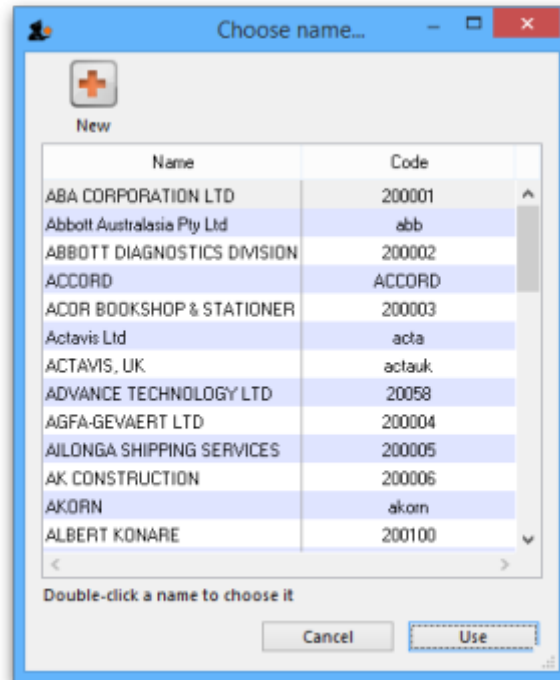 Choose name...
New
Name Code
ABA CORPORATION LTD 200001
Abbott Australasia Pty Ltd abb
ABBOTT DIAGNOSTICS DIVISION 200002
ACCORD ACCORD
ACOR BOOKSHOP & STATIONER 200003
Actavis Ltd acta
ACTAVIS, UK actauk
ADVANCE TECHNOLOGY LTD 20058
AGFA-GEVAERT LTD 200004
AILONGA SHIPPING SERVICES 200005
AK CONSTRUCTION 200006
AKORN akorn
ALBERT KONARE 200100
Double-click a name to choose it
Cancel Use